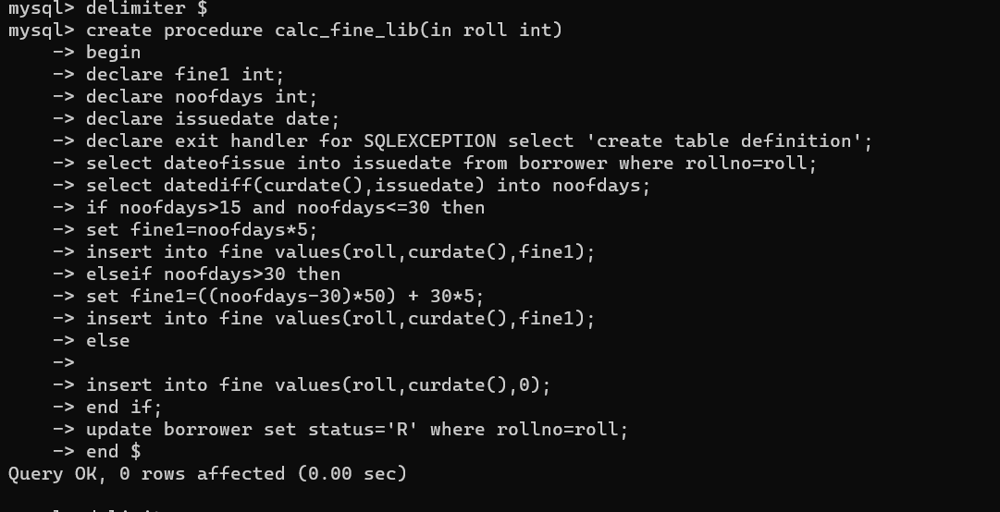 mysql> delimiter $
mysql> create procedure calc_fine_lib(in roll int)
    -> begin
    -> declare fine1 int;
    -> declare noofdays int;
    -> declare issuedate date;
    -> declare exit handler for SQLEXCEPTION select 'create table definition';
    -> select dateofissue into issuedate from borrower where rollno=roll;
    -> select datediff(curdate(),issuedate) into noofdays;
    -> if noofdays>15 and noofdays<=30 then
    -> set fine1=noofdays*5;
    -> insert into fine values(roll,curdate(),fine1);
    -> elseif noofdays>30 then
    -> set fine1=((noofdays-30)*50) + 30*5;
    -> insert into fine values(roll,curdate(),fine1);
    -> else
    ->
    -> insert into fine values(roll,curdate(),0);
    -> end if;
    -> update borrower set status='R' where rollno=roll;
    -> end $
Query OK, 0 rows affected (0.00 sec)